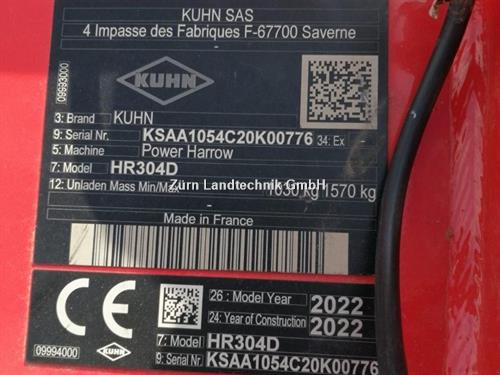 KUHN SAS
4 Impasse des Fabriques F-67700 Saverne
09993000
KUHN
3: Brand KUHN
9: Serial Nr. KSAA1054C20K00776 34: Ex
5: Machine Power Harrow
7: Model HR304D
Zürn Landtechnik GmbH
12: Unladen Mass Min/Max 1030 kg 1570 kg
Made in France
CE
26: Model Year 2022
24: Year of Construction 2022
7: Model HR304D
9: Serial Nr. KSAA1054C20K00776
09994000
KUHN